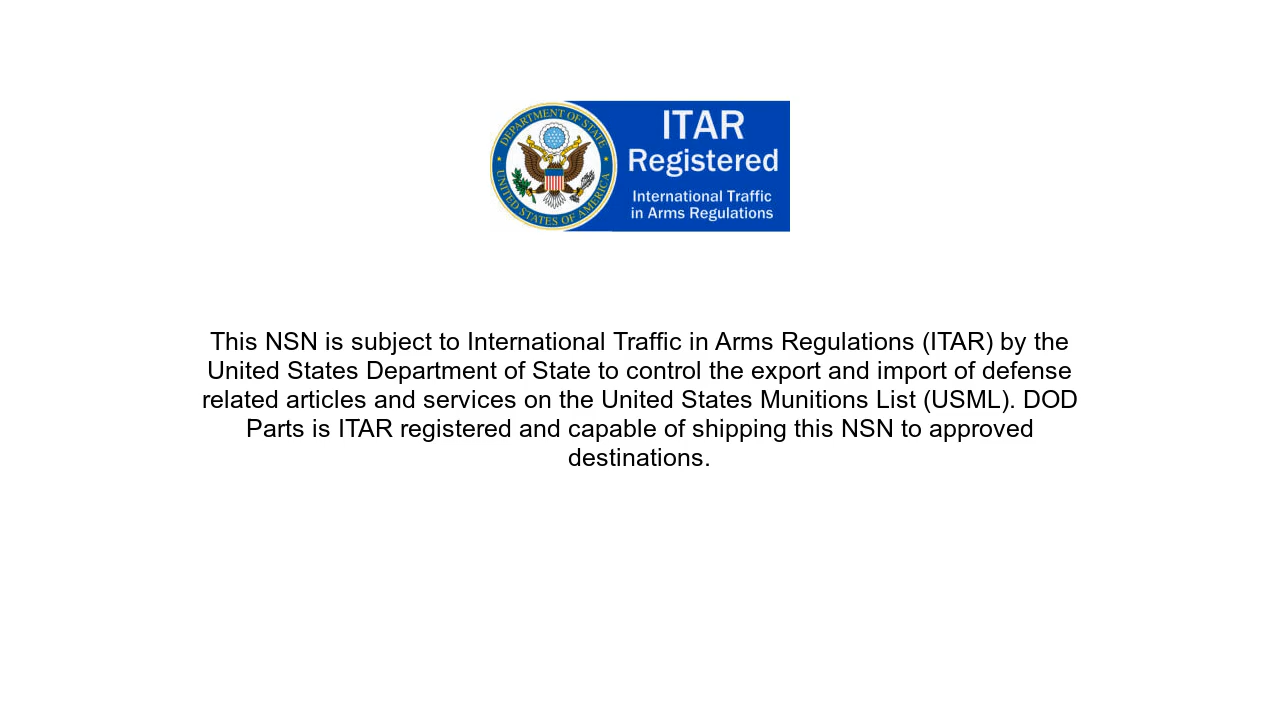 DEPARTMENT OF STATE
UNITED STATES OF AMERICA
ITAR
Registered
International Traffic
in Arms Regulations
This NSN is subject to International Traffic in Arms Regulations (ITAR) by the
United States Department of State to control the export and import of defense
related articles and services on the United States Munitions List (USML). DOD
Parts is ITAR registered and capable of shipping this NSN to approved
destinations.